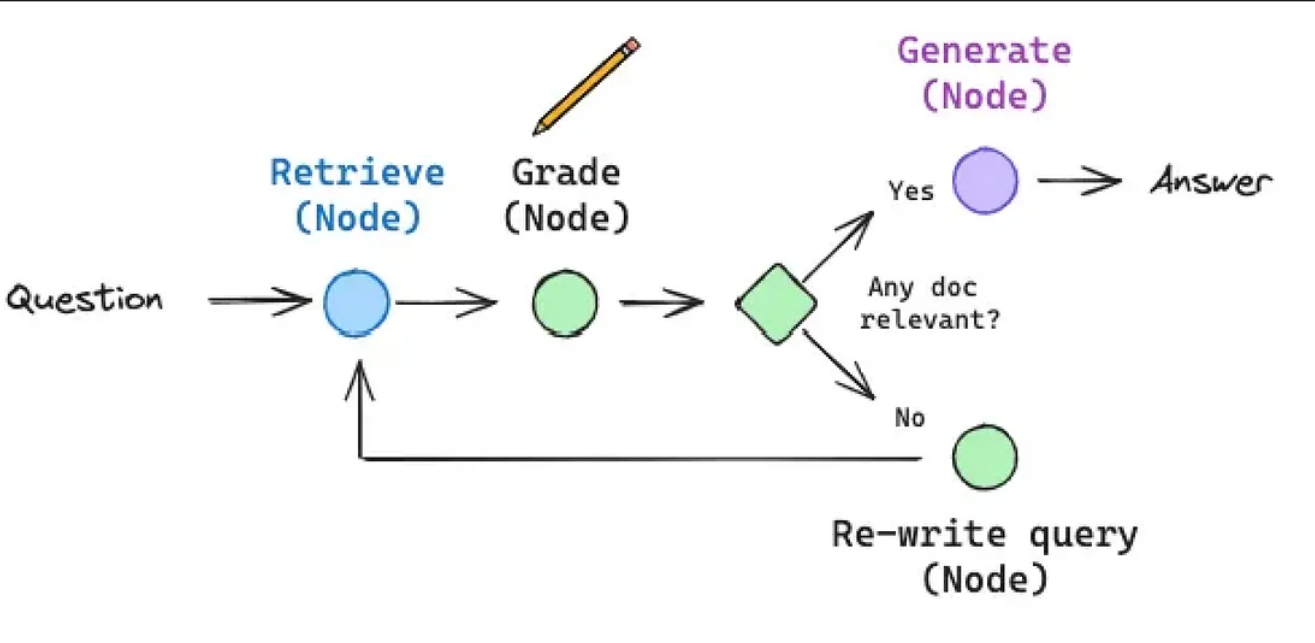 Generate
(Node)
Retrieve
(Node)
Grade
(Node)
Yes
Answer
Question
Any doc
relevant?
No
Re-write query
(Node)